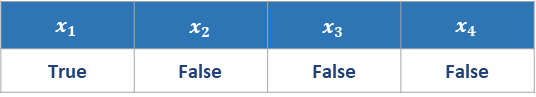 x₁ x₂ x₃ x₄
True False False False